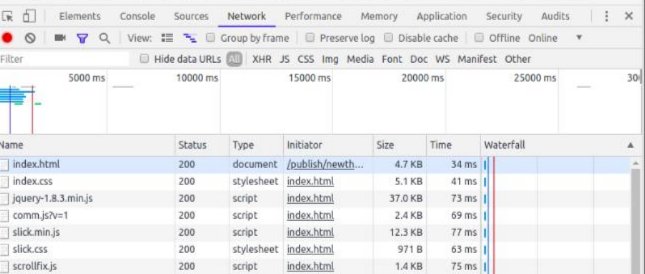 Elements Console Sources Network Performance Memory Application Security Audits
View: Group by frame Preserve log Disable cache Offline Online
Filter Hide data URLs All XHR JS CSS Img Media Font Doc WS Manifest Other
5000 ms 10000 ms 15000 ms 20000 ms 25000 ms 30
Name Status Type Initiator Size Time Waterfall
index.html 200 document /publish/newth... 4.7 KB 34 ms
index.css 200 stylesheet index.html 5.1 KB 41 ms
jquery-1.8.3.min.js 200 script index.html 37.0 KB 73 ms
comm.js?v=1 200 script index.html 2.4 KB 69 ms
slick.min.js 200 script index.html 12.3 KB 77 ms
slick.css 200 stylesheet index.html 971 B 63 ms
scrollfix.js 200 script index.html 1.4 KB 75 ms